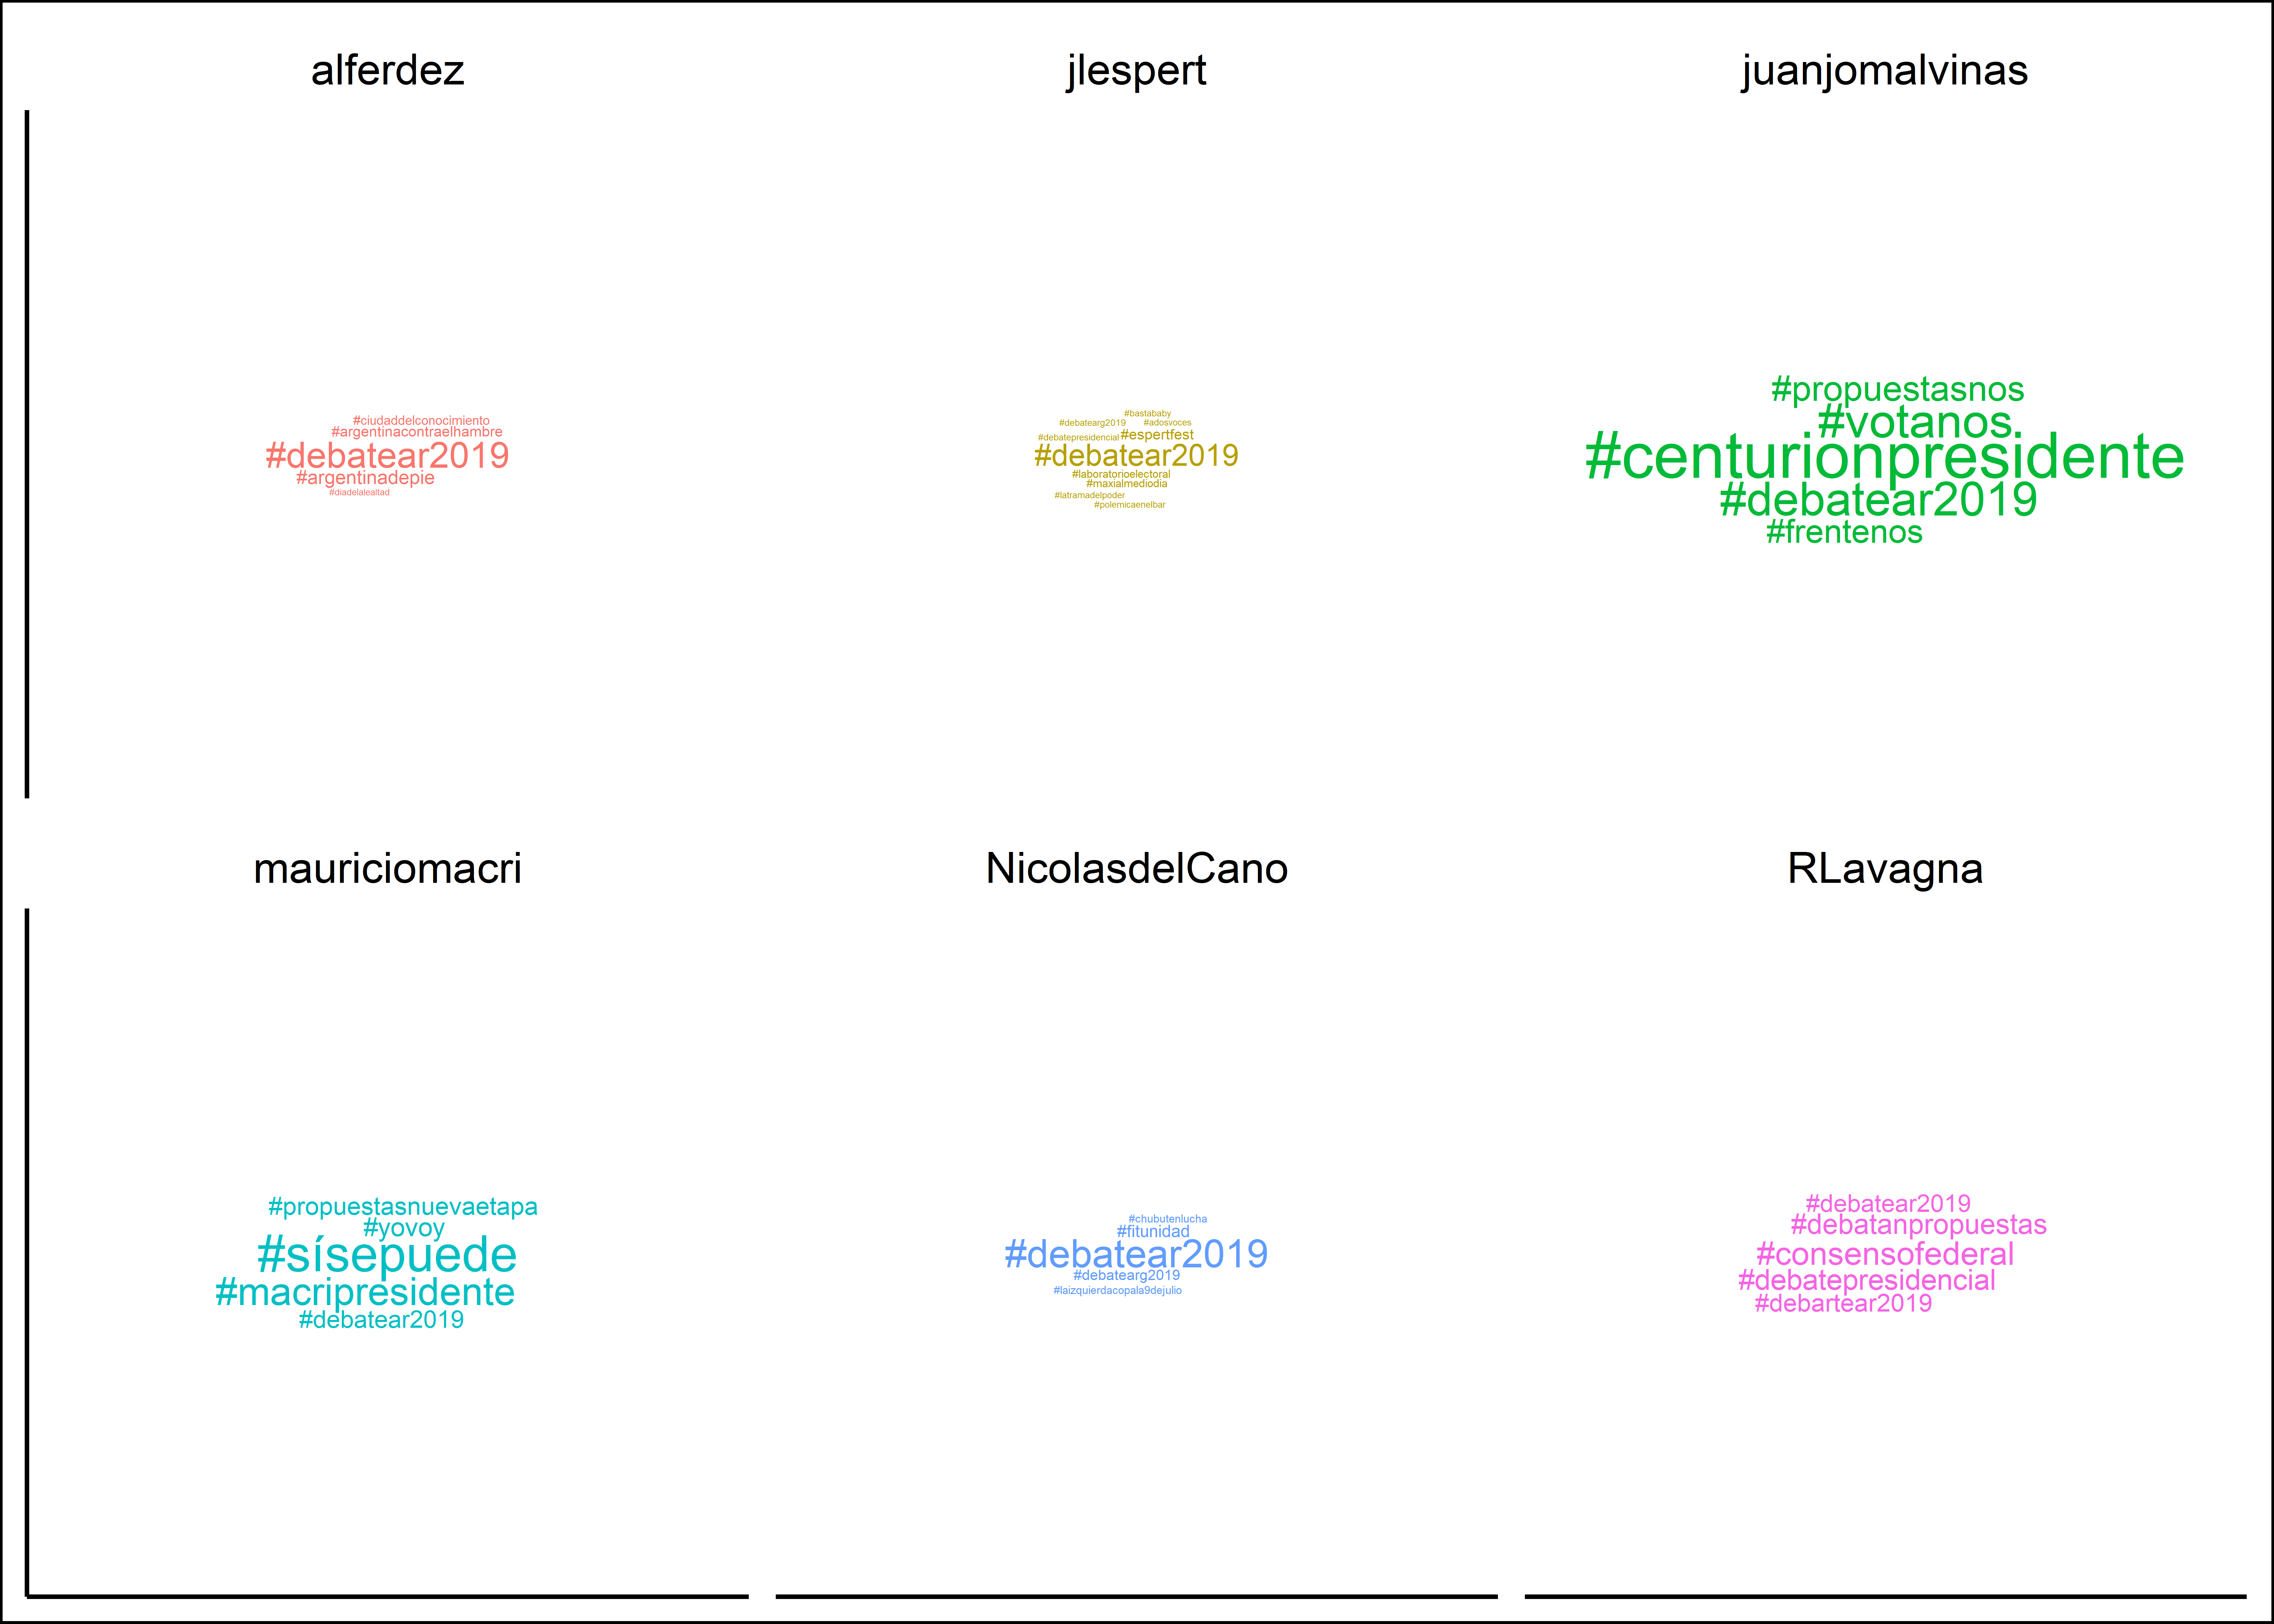 alferdez
#ciudaddelconocimiento
#argentinacontraelhambre
#debatear2019
#argentinadepie
#diadelalealtad
jlespert
#bastababy
#debatearg2019 #adosvoces
#debatepresidencial #espertfest
#debatear2019
#laboratorioelectoral
#maxialmediodia
#latramadelpoder
#polemicaenelbar
juanjomalvinas
#propuestasnos
#votanos
#centurionpresidente
#debatear2019
#frentenos
mauriciomacri
#propuestasnuevaetapa
#yovoy
#sísepuede
#macripresidente
#debatear2019
NicolasdelCano
#chubutenlucha
#fitunidad
#debatear2019
#debatearg2019
#laizquierdacopala9dejulio
RLavagna
#debatear2019
#debatanpropuestas
#consensofederal
#debatepresidencial
#debartear2019